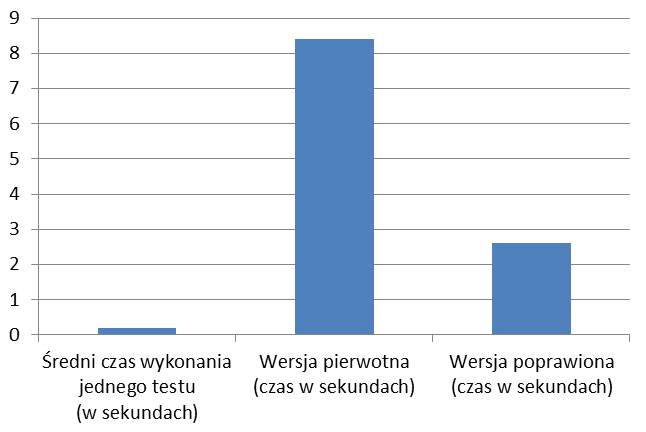 9
8
7
6
5
4
3
2
1
0
Średni czas wykonania
jednego testu
(w sekundach)
Wersja pierwotna
(czas w sekundach)
Wersja poprawiona
(czas w sekundach)